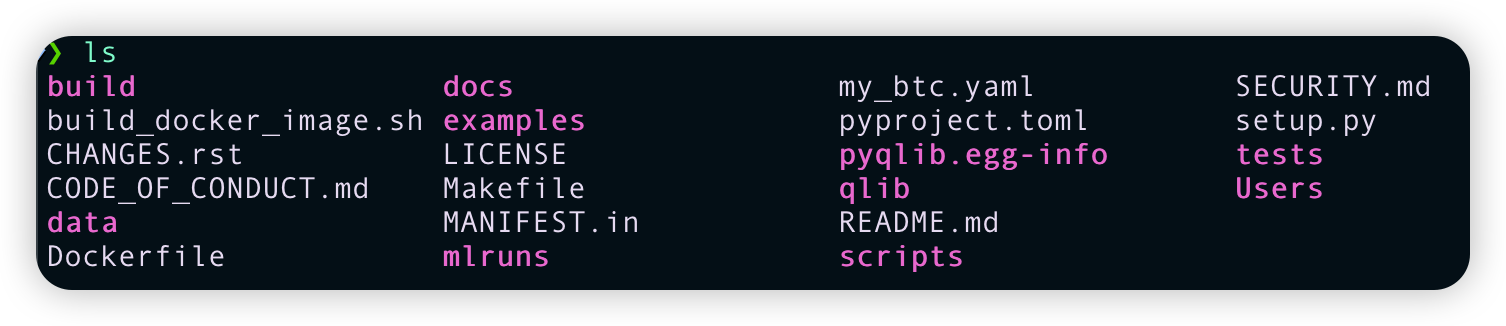 ❯ ls
build docs my_btc.yaml SECURITY.md
build_docker_image.sh examples pyproject.toml setup.py
CHANGES.rst LICENSE pyqlib.egg-info tests
CODE_OF_CONDUCT.md Makefile qlib Users
data MANIFEST.in README.md
Dockerfile mlruns scripts